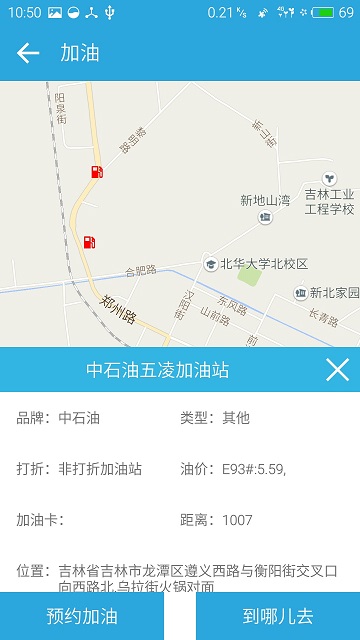 10:50
0.21 K/s
69
加油
阳泉街
黎明路
新山街
吉林工业
工程学校
新地山湾
北华大学北校区
合肥路
新北家园
郑州路
汉阳街
东风路
山前路
长青路
前
中石油五凌加油站
品牌: 中石油
类型: 其他
打折: 非打折加油站
油价: E93#:5.59,
加油卡:
距离: 1007
位置: 吉林省吉林市龙潭区遵义西路与衡阳街交叉口
向西路北,乌拉街火锅对面
预约加油
到哪儿去